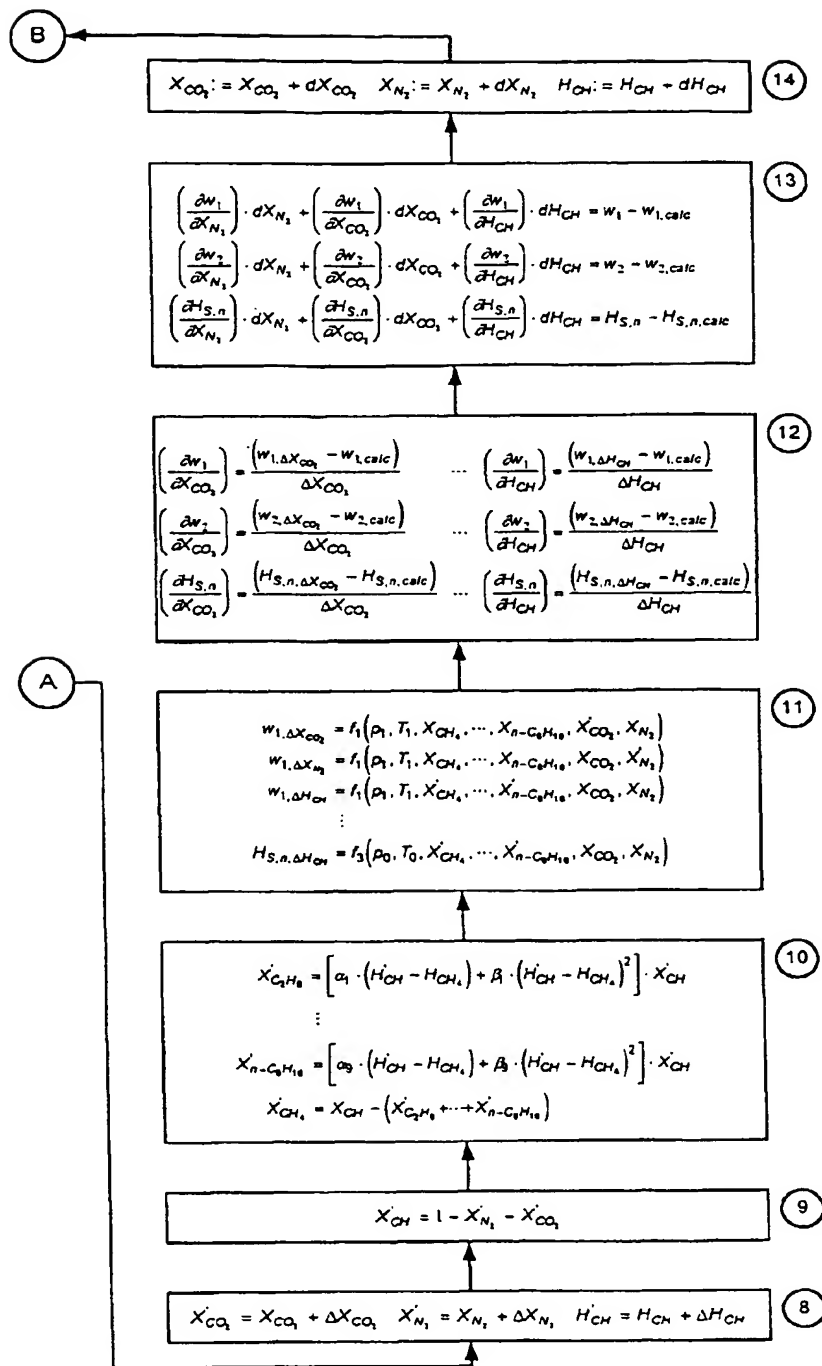 B
X_CO₂ := X_CO₂ + dX_CO₂   X_N₂ := X_N₂ + dX_N₂   H_CH := H_CH + dH_CH
14
13
(∂w₁/∂X_N₂) · dX_N₂ + (∂w₁/∂X_CO₂) · dX_CO₂ + (∂w₁/∂H_CH) · dH_CH = w₁ − w₁,calc
(∂w₂/∂X_N₂) · dX_N₂ + (∂w₂/∂X_CO₂) · dX_CO₂ + (∂w₂/∂H_CH) · dH_CH = w₂ − w₂,calc
(∂H_S,n/∂X_N₂) · dX_N₂ + (∂H_S,n/∂X_CO₂) · dX_CO₂ + (∂H_S,n/∂H_CH) · dH_CH = H_S,n − H_S,n,calc
12
(∂w₁/∂X_CO₂) = (w₁,ΔX_CO₂ − w₁,calc)/ΔX_CO₂ ··· (∂w₁/∂H_CH) = (w₁,ΔH_CH − w₁,calc)/ΔH_CH
(∂w₂/∂X_CO₂) = (w₂,ΔX_CO₂ − w₂,calc)/ΔX_CO₂ ··· (∂w₂/∂H_CH) = (w₂,ΔH_CH − w₂,calc)/ΔH_CH
(∂H_S,n/∂X_CO₂) = (H_S,n,ΔX_CO₂ − H_S,n,calc)/ΔX_CO₂ ··· (∂H_S,n/∂H_CH) = (H_S,n,ΔH_CH − H_S,n,calc)/ΔH_CH
A
11
w₁,ΔX_CO₂ = f₁(p₁, T₁, X_CH₄, ···, X_n−C₈H₁₈, X′_CO₂, X_N₂)
w₁,ΔX_N₂ = f₁(p₁, T₁, X_CH₄, ···, X_n−C₈H₁₈, X_CO₂, X′_N₂)
w₁,ΔH_CH = f₁(p₁, T₁, X′_CH₄, ···, X′_n−C₈H₁₈, X_CO₂, X_N₂)
⋮
H_S,n,ΔH_CH = f₃(p₀, T₀, X′_CH₄, ···, X′_n−C₈H₁₈, X_CO₂, X_N₂)
10
X′_C₂H₆ = [α₁ · (H′_CH − H_CH₄) + β₁ · (H′_CH − H_CH₄)²] · X′_CH
⋮
X′_n−C₈H₁₈ = [α₉ · (H′_CH − H_CH₄) + β₉ · (H′_CH − H_CH₄)²] · X′_CH
X′_CH₄ = X_CH − (X′_C₂H₆ +···+ X′_n−C₈H₁₈)
9
X′_CH = 1 − X′_N₂ − X′_CO₂
8
X′_CO₂ = X_CO₂ + ΔX_CO₂   X′_N₂ = X_N₂ + ΔX_N₂   H′_CH = H_CH + ΔH_CH